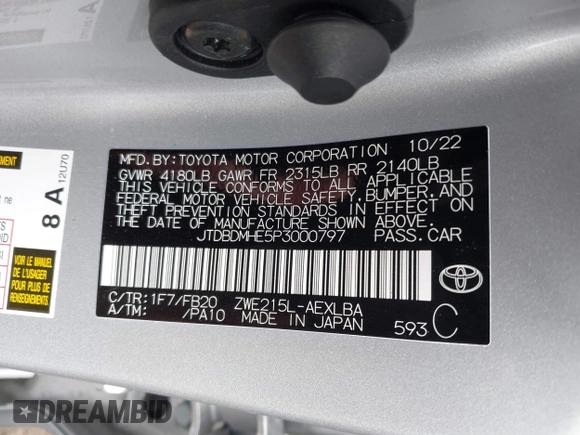 MFD.BY:TOYOTA MOTOR CORPORATION 10/22
GVWR 4180LB GAWR FR 2315LB RR 2140LB
THIS VEHICLE CONFORMS TO ALL APPLICABLE
FEDERAL MOTOR VEHICLE SAFETY,BUMPER,AND
THEFT PREVENTION STANDARDS IN EFFECT ON
THE DATE OF MANUFACTURE SHOWN ABOVE.
JTDBDMHE5P3000797 PASS.CAR
C/TR:1F7/FB20 ZWE215L-AEXLBA
A/TM: /PA10 MADE IN JAPAN
593 C
TOYOTA
8 A 12U70
MANUEL
DE
L'USAGER
POUR
PLUS DE
DREAMBID